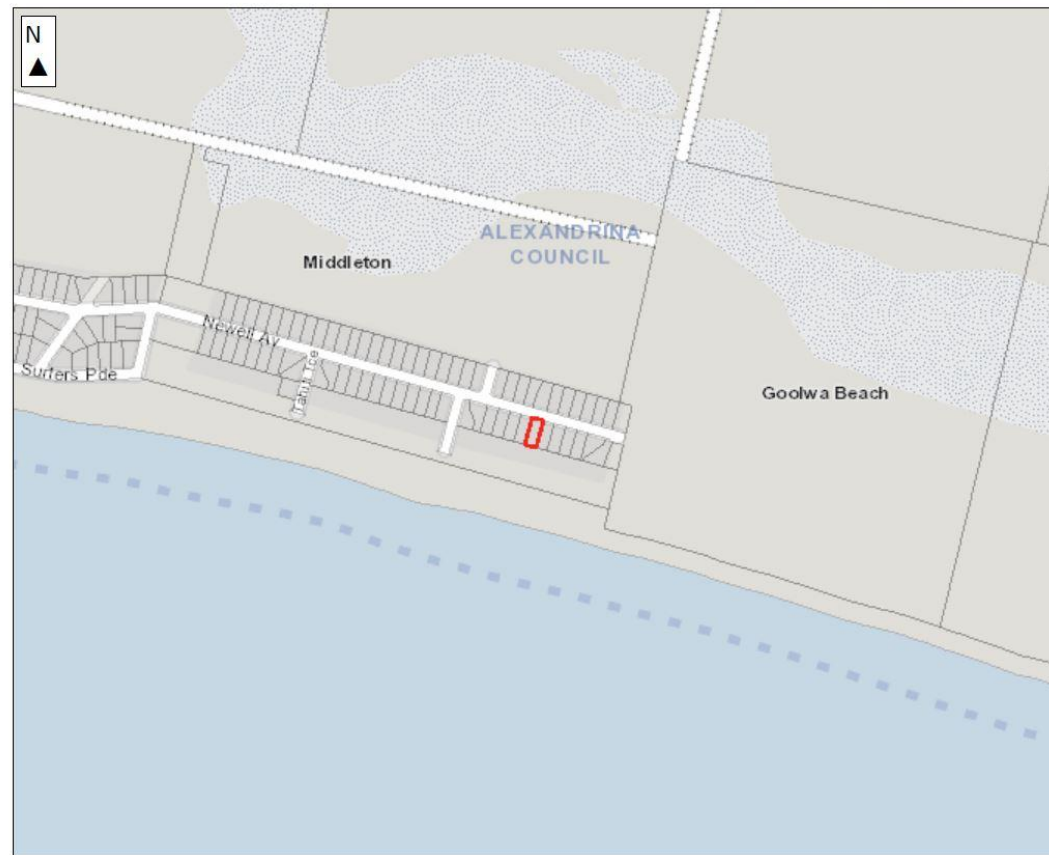 N
ALEXANDRINA
COUNCIL
Middleton
Newell Av
Surfers Pde
Goolwa Beach